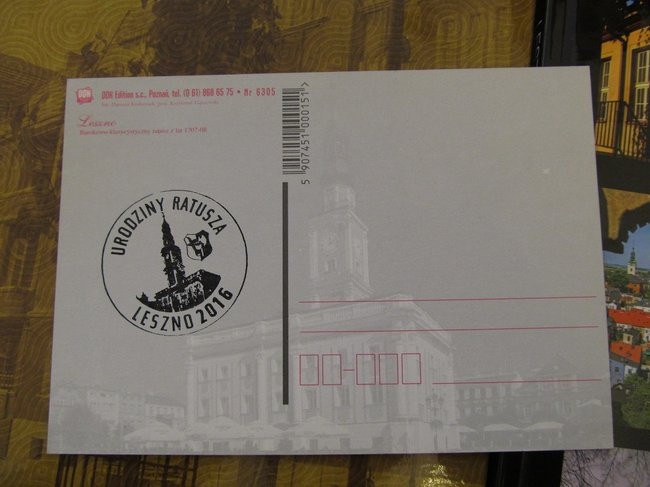 DDK Edition s.c., Poznań, tel. (0 61) 868 65 75 • Nr 6305
Leszno
5 907451 000151 >
URODZINY RATUSZA
LESZNO 2016